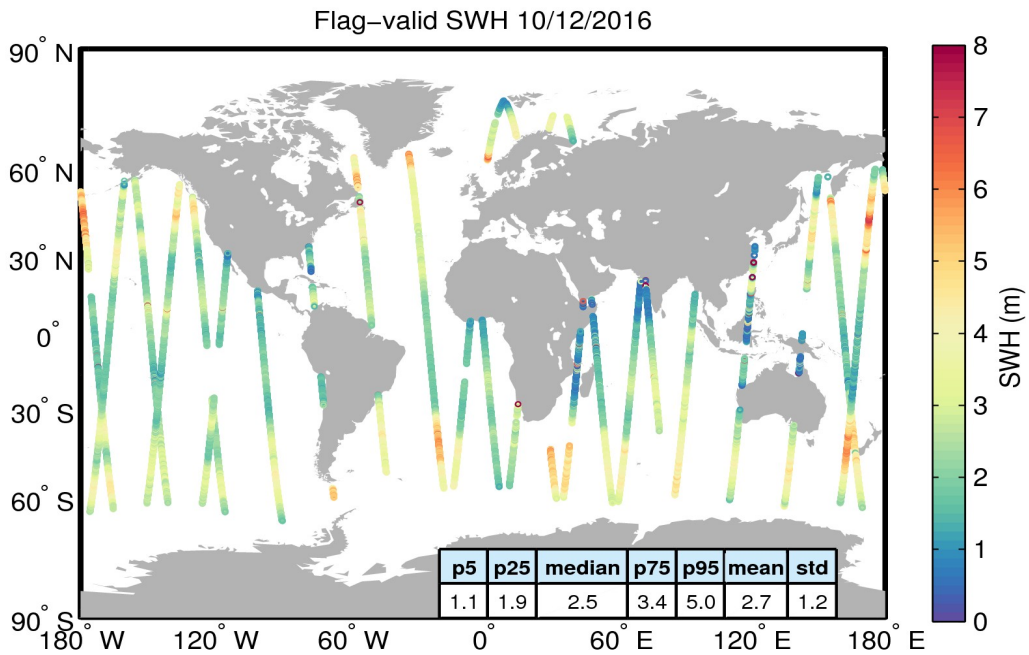 Flag−valid SWH 10/12/2016
90° N
60° N
30° N
0°
30° S
60° S
90° S
180° W
120° W
60° W
0°
60° E
120° E
180° E
p5 p25 median p75 p95 mean std
1.1 1.9 2.5 3.4 5.0 2.7 1.2
8
7
6
5
4
3
2
1
0
SWH (m)